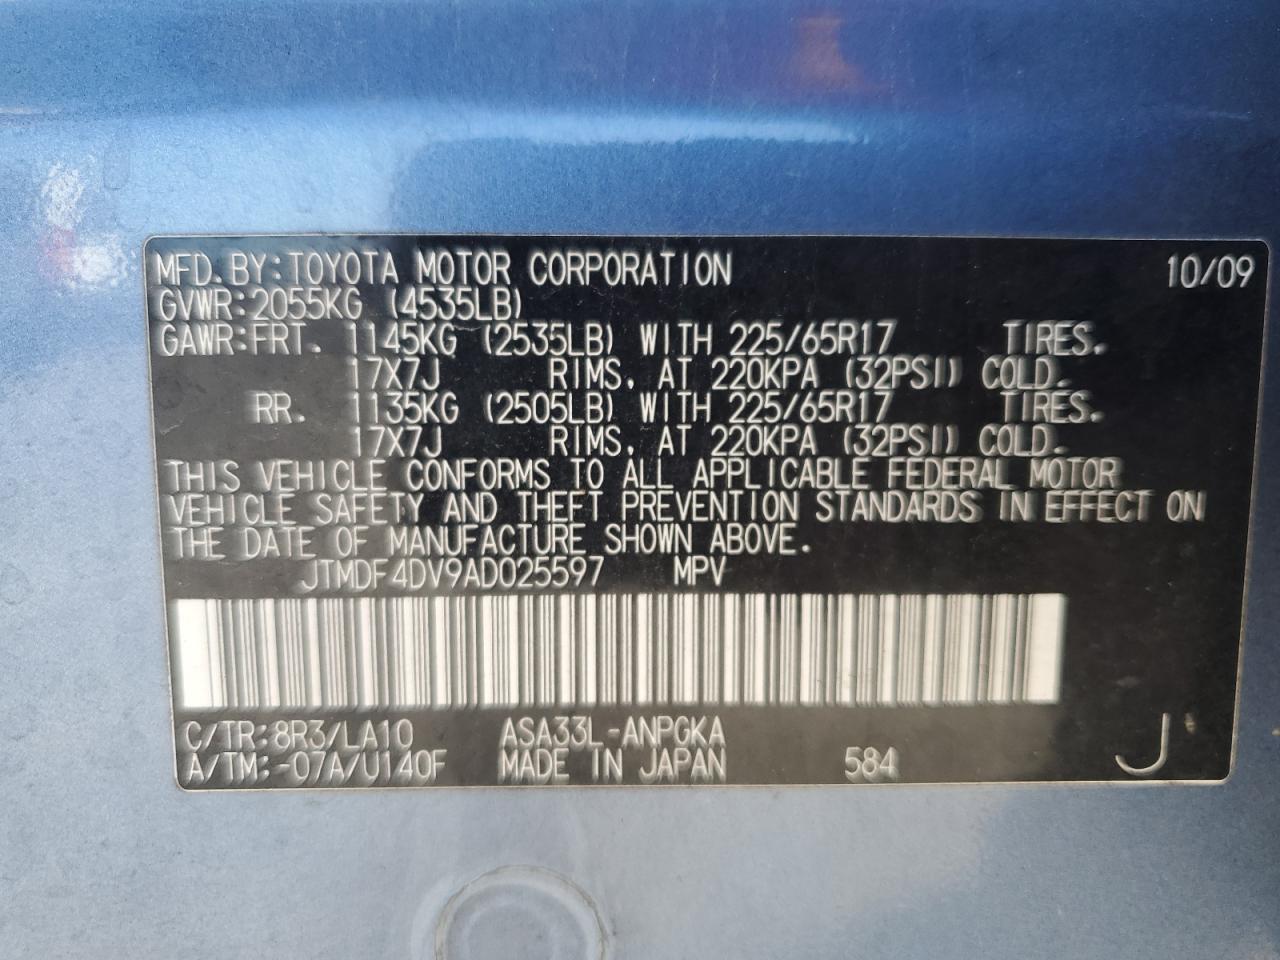 MFD.BY:TOYOTA MOTOR CORPORATION 10/09
GVWR:2055KG (4535LB)
GAWR:FRT. 1145KG (2535LB) WITH 225/65R17 TIRES.
17X7J RIMS, AT 220KPA (32PSI) COLD.
RR. 1135KG (2505LB) WITH 225/65R17 TIRES.
17X7J RIMS, AT 220KPA (32PSI) COLD.
THIS VEHICLE CONFORMS TO ALL APPLICABLE FEDERAL MOTOR
VEHICLE SAFETY AND THEFT PREVENTION STANDARDS IN EFFECT ON
THE DATE OF MANUFACTURE SHOWN ABOVE.
JTMDF4DV9AD025597 MPV
C/TR:8R3/LA10 ASA33L-ANPGKA
A/TM:-07A/U140F MADE IN JAPAN 584 J